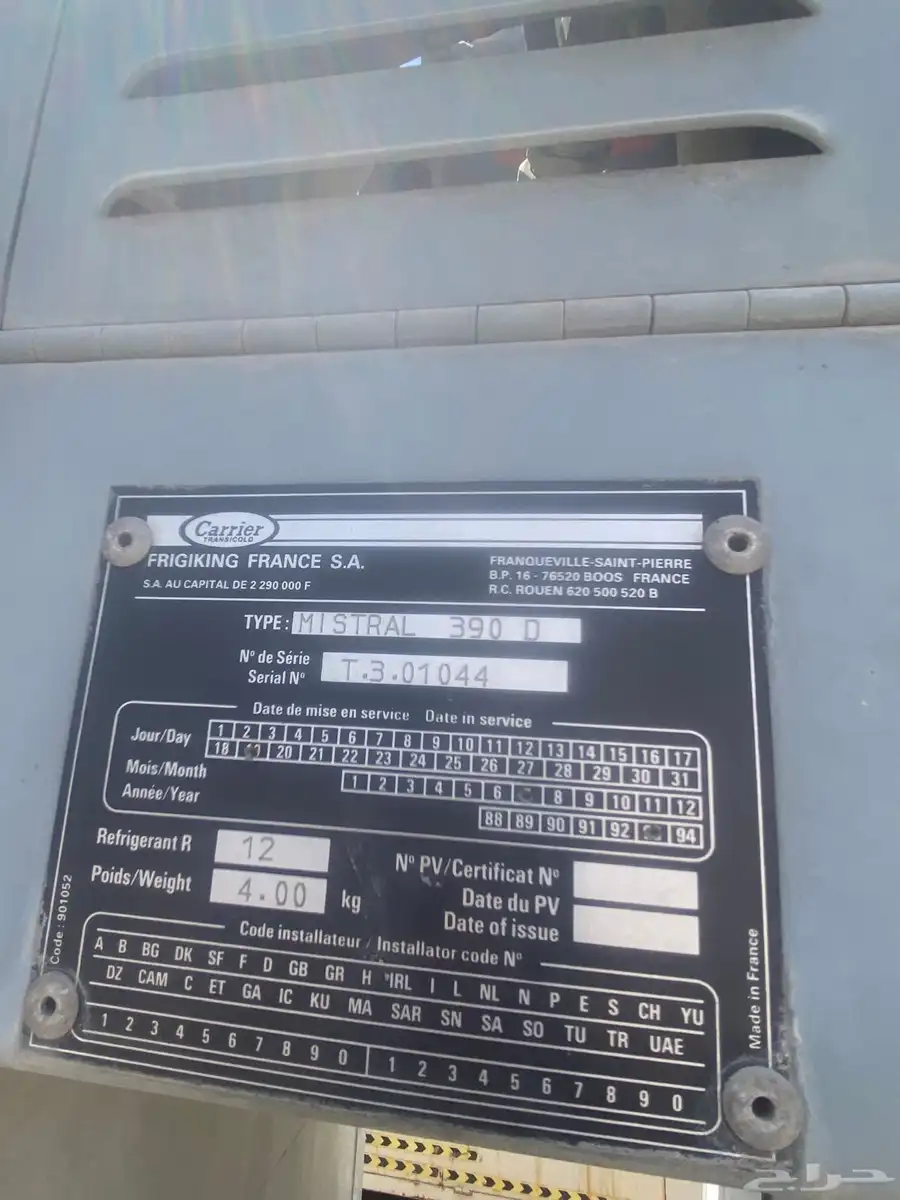 Carrier
TRANSICOLD
FRIGIKING FRANCE S.A.
S.A. AU CAPITAL DE 2 290 000 F
FRANQUEVILLE-SAINT-PIERRE
B.P. 16 - 76520 BOOS FRANCE
R.C. ROUEN 620 500 520 B
TYPE: MISTRAL 390 D
Nº de Série
Serial Nº
T.3.01044
Date de mise en service Date in service
Jour/Day 1 2 3 4 5 6 7 8 9 10 11 12 13 14 15 16 17
18 20 21 22 23 24 25 26 27 28 29 30 31
Mois/Month 1 2 3 4 5 6 8 9 10 11 12
Année/Year 88 89 90 91 92 94
Refrigerant R 12
Poids/Weight 4.00 kg
Nº PV/Certificat Nº
Date du PV
Date of issue
Code installateur / Installator code Nº
A B BG DK SF F D GB GR H IRL I L NL N P E S CH YU
DZ CAM C ET GA IC KU MA SAR SN SA SO TU TR UAE
1 2 3 4 5 6 7 8 9 0 1 2 3 4 5 6 7 8 9 0
Code : 901052
Made in France
حراج